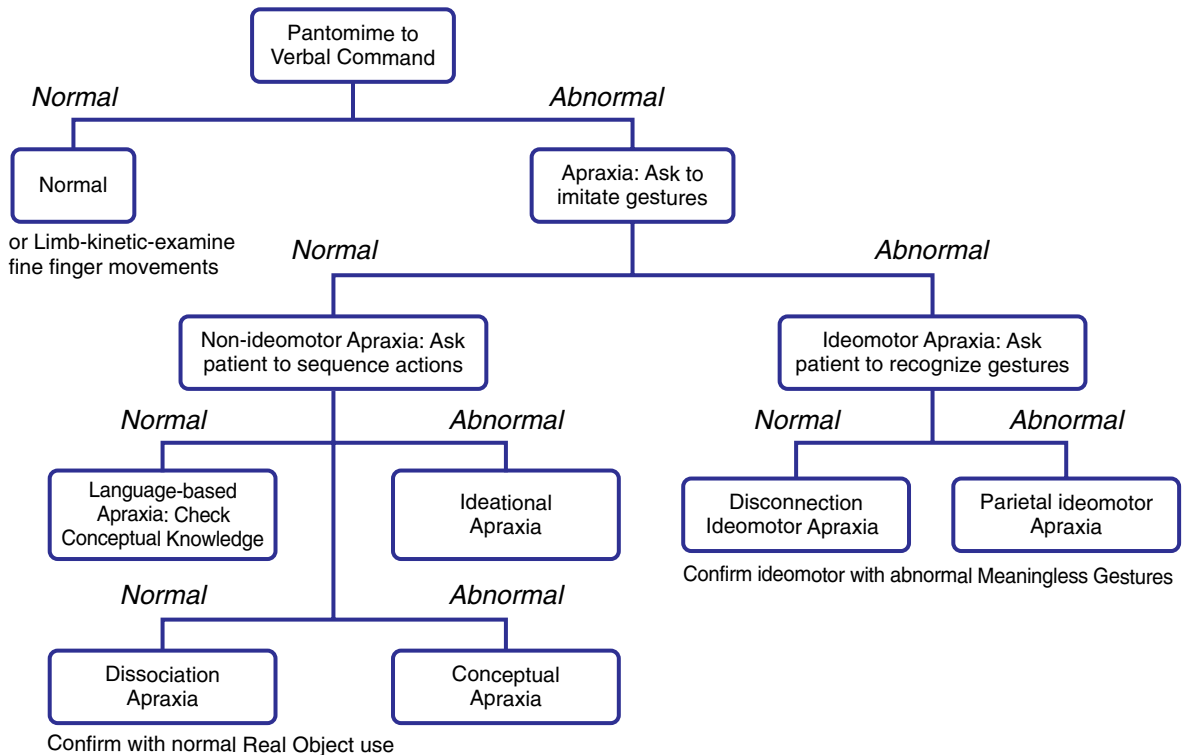 Pantomime to
Verbal Command
Normal
Abnormal
Normal
or Limb-kinetic-examine
fine finger movements
Apraxia: Ask to
imitate gestures
Normal
Abnormal
Non-ideomotor Apraxia: Ask
patient to sequence actions
Ideomotor Apraxia: Ask
patient to recognize gestures
Normal
Abnormal
Normal
Abnormal
Language-based
Apraxia: Check
Conceptual Knowledge
Ideational
Apraxia
Disconnection
Ideomotor Apraxia
Parietal ideomotor
Apraxia
Confirm ideomotor with abnormal Meaningless Gestures
Normal
Abnormal
Dissociation
Apraxia
Conceptual
Apraxia
Confirm with normal Real Object use